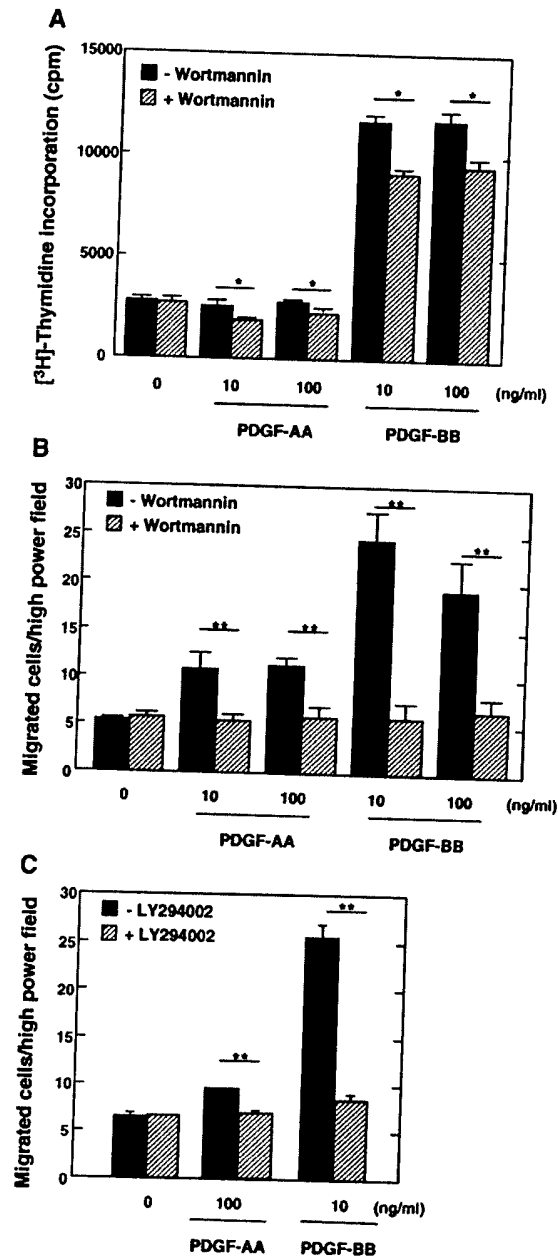 A
[³H]-Thymidine incorporation (cpm)
15000
10000
5000
0
- Wortmannin
+ Wortmannin
*
*
*
*
0
10
100
10
100
(ng/ml)
PDGF-AA
PDGF-BB
B
Migrated cells/high power field
30
25
20
15
10
5
0
- Wortmannin
+ Wortmannin
**
**
**
**
0
10
100
10
100
(ng/ml)
PDGF-AA
PDGF-BB
C
Migrated cells/high power field
30
25
20
15
10
5
0
- LY294002
+ LY294002
**
**
0
100
10
(ng/ml)
PDGF-AA
PDGF-BB